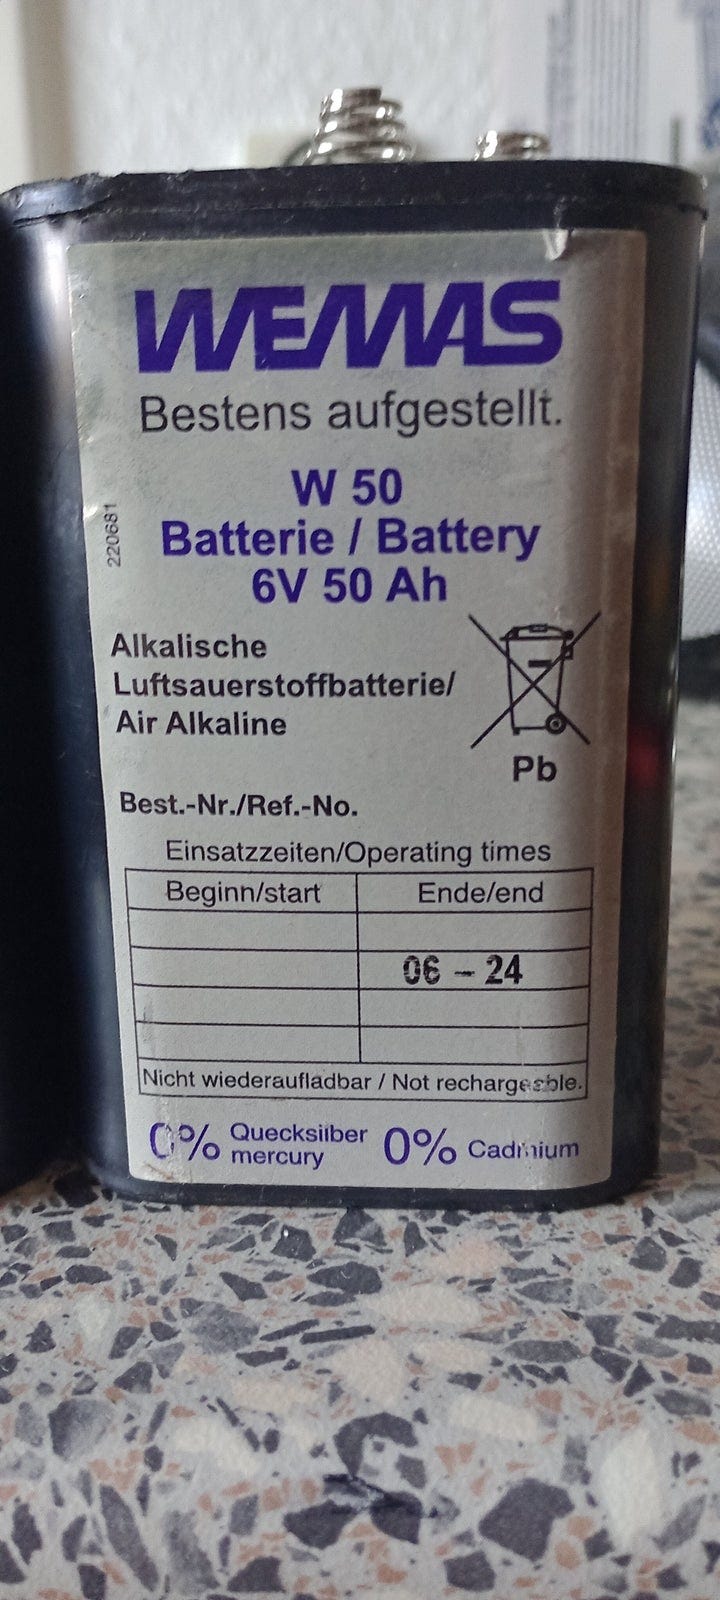 WEMAS
Bestens aufgestellt.
W 50
Batterie / Battery
6V 50 Ah
220681
Alkalische
Luftsauerstoffbatterie/
Air Alkaline
Pb
Best.-Nr./Ref.-No.
Einsatzzeiten/Operating times
Beginn/start Ende/end
06 – 24
Nicht wiederaufladbar / Not rechargeable.
0% Quecksilber mercury 0% Cadmium